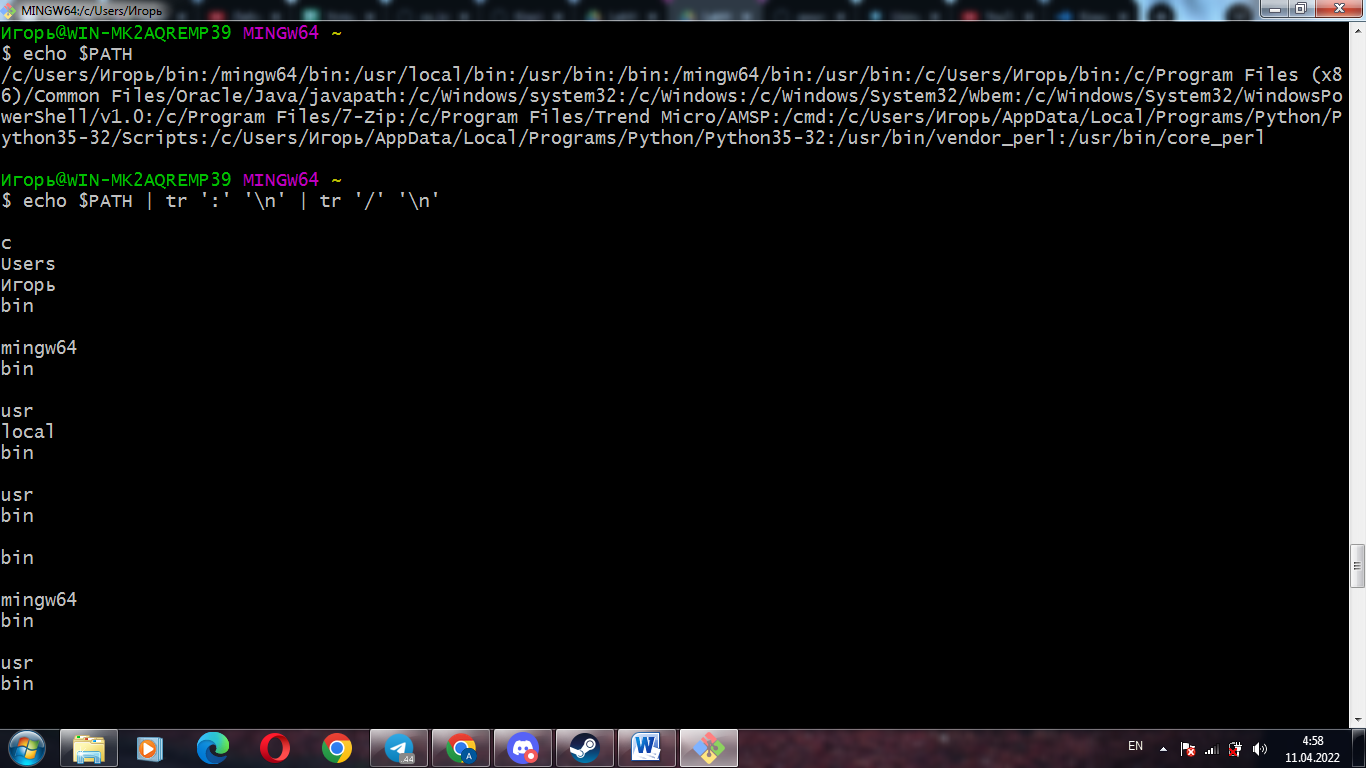 MINGW64:/c/Users/Игорь
Игорь@WIN-MK2AQREMP39 MINGW64 ~
$ echo $PATH
/c/Users/Игорь/bin:/mingw64/bin:/usr/local/bin:/usr/bin:/bin:/mingw64/bin:/usr/bin:/c/Users/Игорь/bin:/c/Program Files (x8
6)/Common Files/Oracle/Java/javapath:/c/Windows/system32:/c/Windows:/c/Windows/System32/Wbem:/c/Windows/System32/WindowsPo
werShell/v1.0:/c/Program Files/7-Zip:/c/Program Files/Trend Micro/AMSP:/cmd:/c/Users/Игорь/AppData/Local/Programs/Python/P
ython35-32/Scripts:/c/Users/Игорь/AppData/Local/Programs/Python/Python35-32:/usr/bin/vendor_perl:/usr/bin/core_perl
Игорь@WIN-MK2AQREMP39 MINGW64 ~
$ echo $PATH | tr ':' '\n' | tr '/' '\n'
c
Users
Игорь
bin
mingw64
bin
usr
local
bin
usr
bin
bin
mingw64
bin
usr
bin
.44
A
W
EN
4:58
11.04.2022